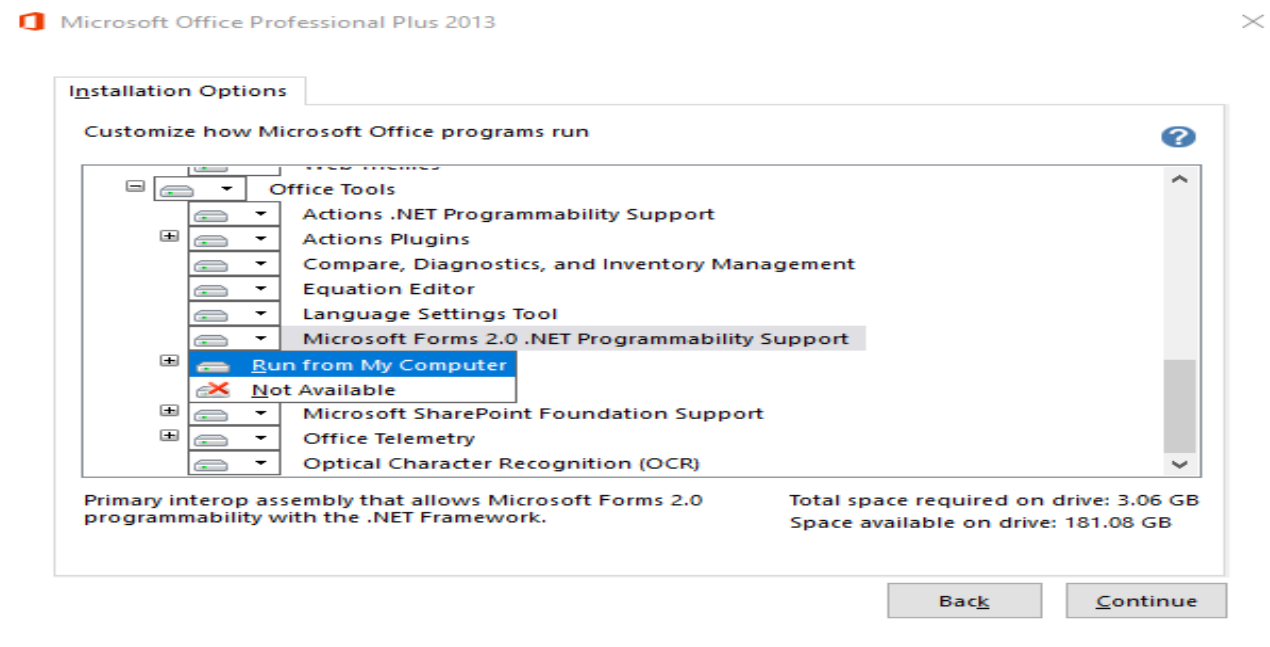 Microsoft Office Professional Plus 2013
Installation Options
Customize how Microsoft Office programs run
Web Themes
Office Tools
Actions .NET Programmability Support
Actions Plugins
Compare, Diagnostics, and Inventory Management
Equation Editor
Language Settings Tool
Microsoft Forms 2.0 .NET Programmability Support
Run from My Computer
Not Available
Microsoft SharePoint Foundation Support
Office Telemetry
Optical Character Recognition (OCR)
Primary interop assembly that allows Microsoft Forms 2.0
programmability with the .NET Framework.
Total space required on drive: 3.06 GB
Space available on drive: 181.08 GB
Back
Continue